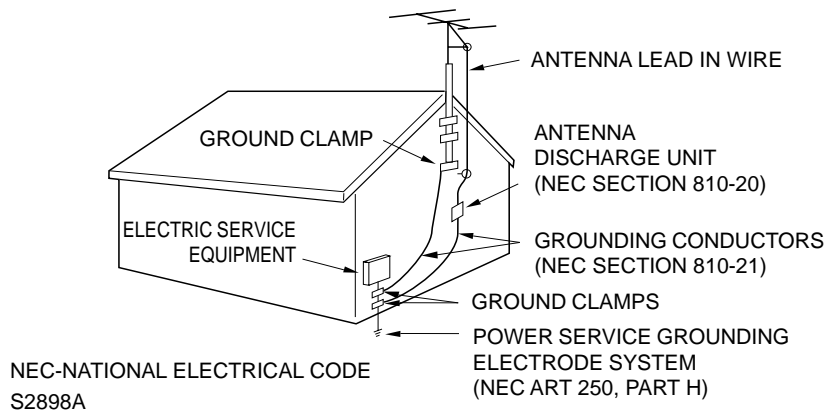 ANTENNA LEAD IN WIRE
GROUND CLAMP
ANTENNA
DISCHARGE UNIT
(NEC SECTION 810-20)
ELECTRIC SERVICE
EQUIPMENT
GROUNDING CONDUCTORS
(NEC SECTION 810-21)
GROUND CLAMPS
POWER SERVICE GROUNDING
ELECTRODE SYSTEM
(NEC ART 250, PART H)
NEC-NATIONAL ELECTRICAL CODE
S2898A